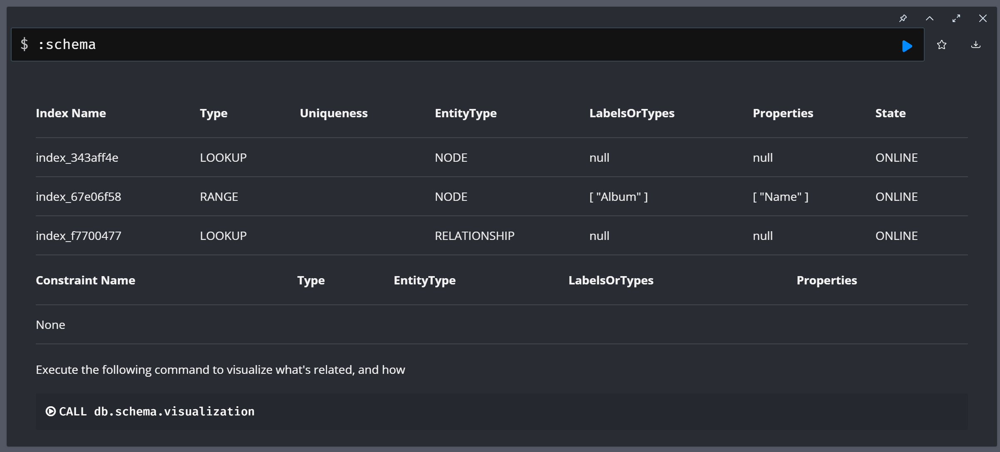 $ :schema
Index Name Type Uniqueness EntityType LabelsOrTypes Properties State
index_343aff4e LOOKUP NODE null null ONLINE
index_67e06f58 RANGE NODE [ "Album" ] [ "Name" ] ONLINE
index_f7700477 LOOKUP RELATIONSHIP null null ONLINE
Constraint Name Type EntityType LabelsOrTypes Properties
None
Execute the following command to visualize what's related, and how
CALL db.schema.visualization